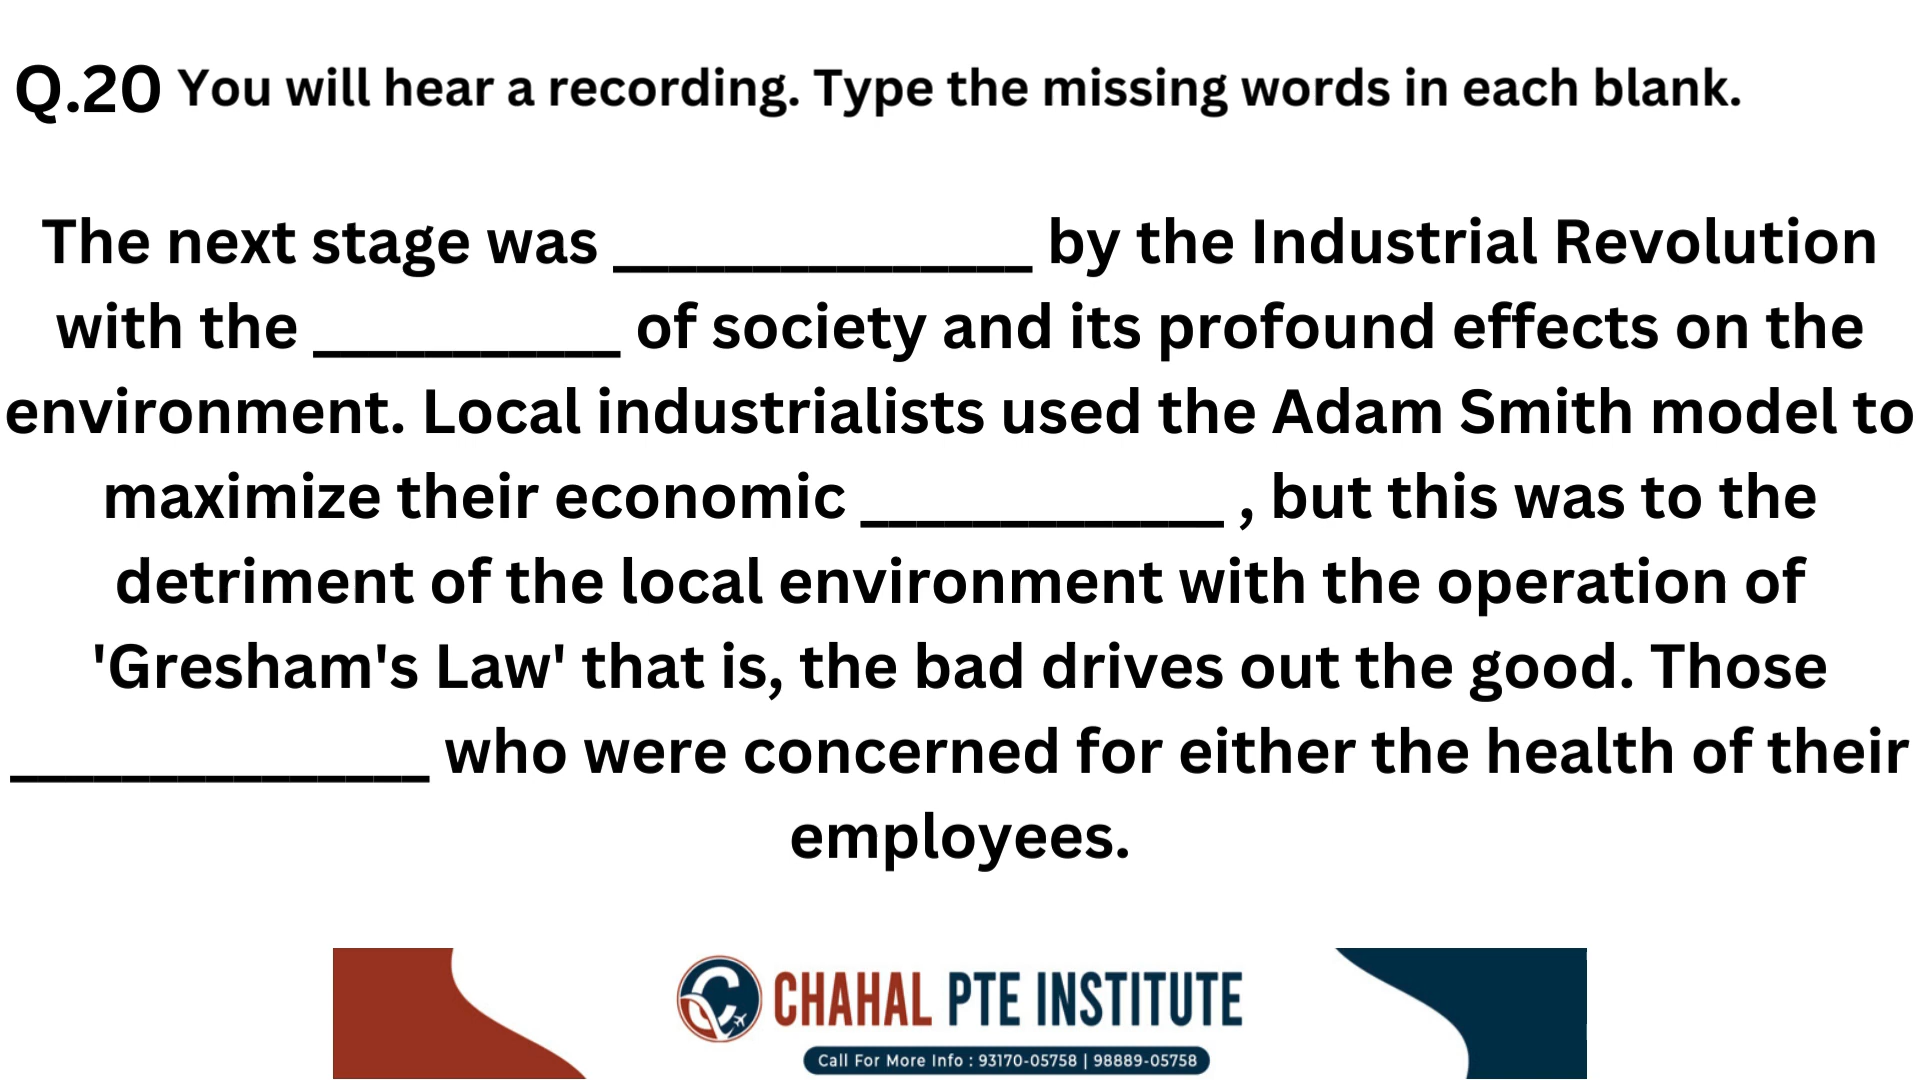 Q.20 You will hear a recording. Type the missing words in each blank.
The next stage was _______________ by the Industrial Revolution
with the ___________ of society and its profound effects on the
environment. Local industrialists used the Adam Smith model to
maximize their economic _____________ , but this was to the
detriment of the local environment with the operation of
'Gresham's Law' that is, the bad drives out the good. Those
_______________ who were concerned for either the health of their
employees.
CHAHAL PTE INSTITUTE
Call For More Info : 93170-05758 | 98889-05758